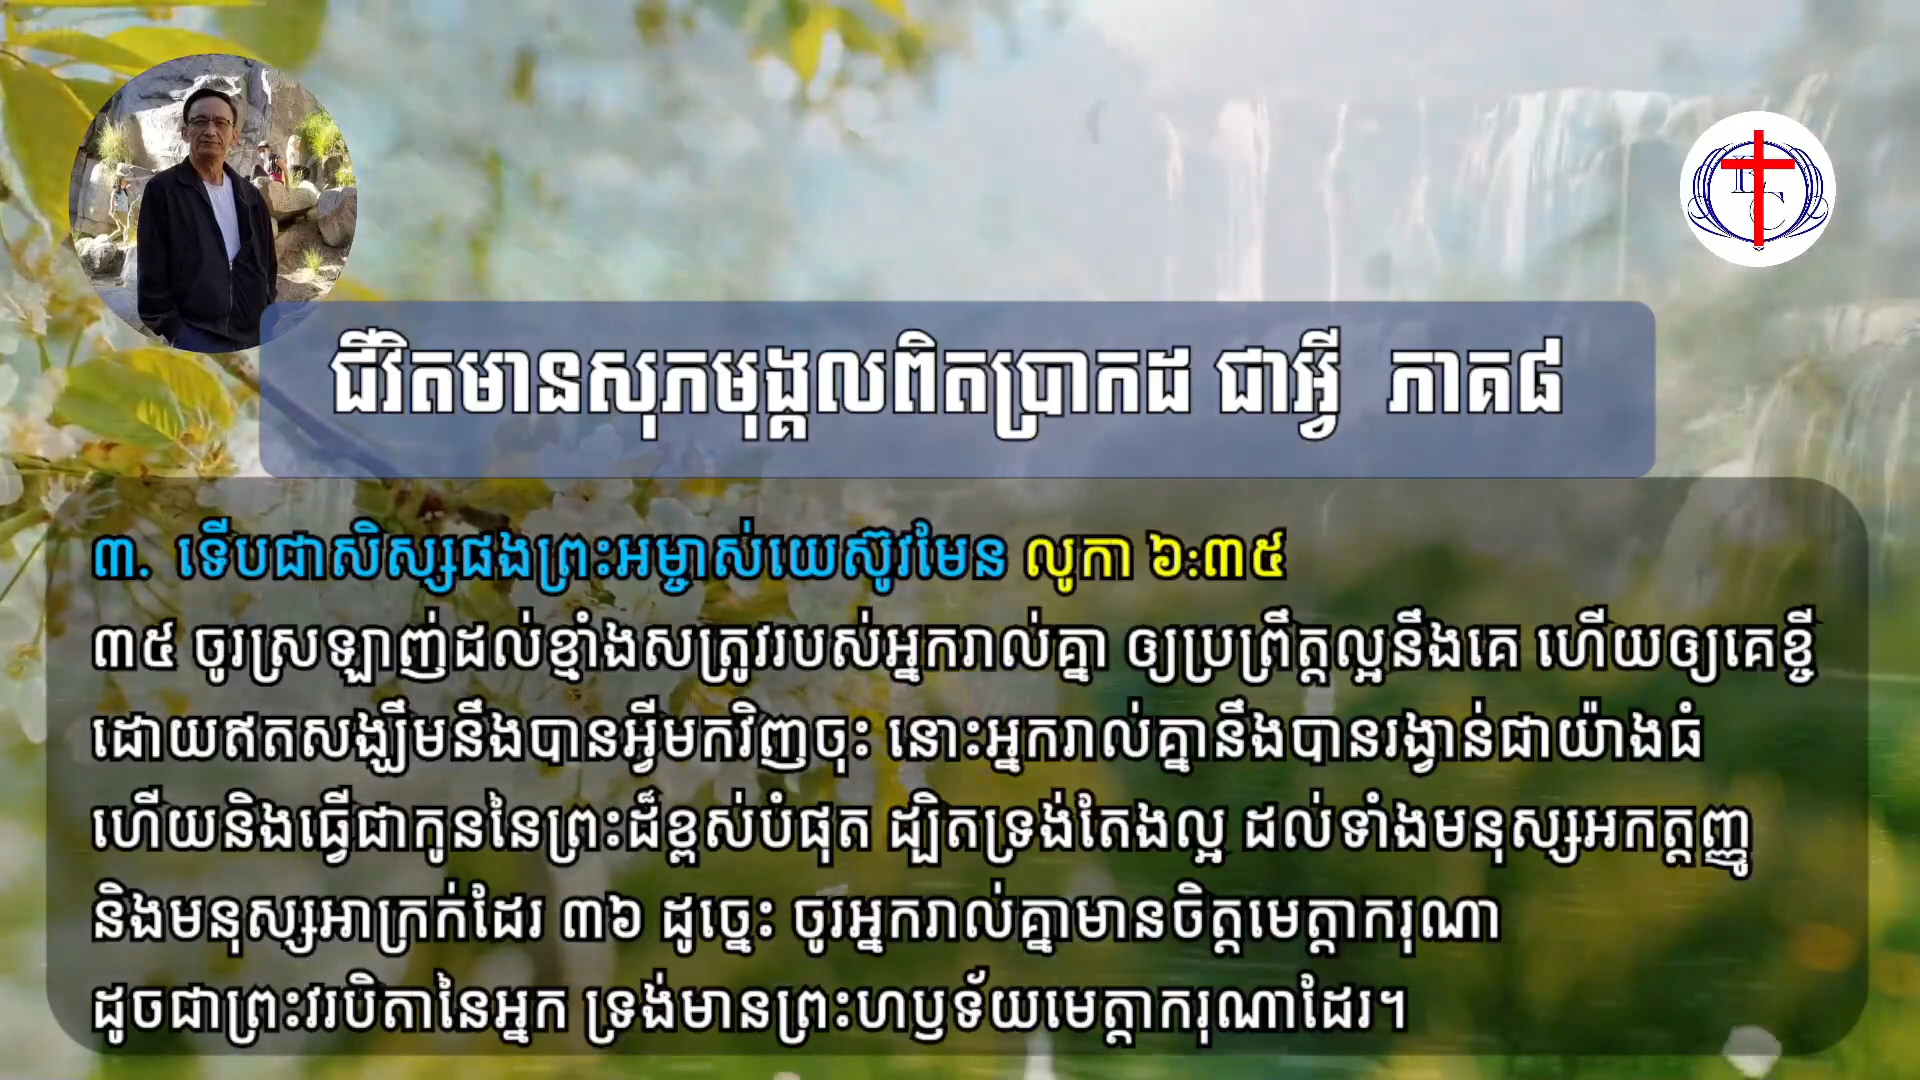 ជីវិតមានសុភមុង្គលពិតប្រាកដ ជាអ្វី ភាគ៨
៣. ទើបជាសិស្សផងព្រះអម្ចាស់យេស៊ូវមែន លូកា ៦:៣៥
៣៥ ចូរស្រឡាញ់ដល់ខ្មាំងសត្រូវរបស់អ្នករាល់គ្នា ឲ្យប្រព្រឹត្តល្អនឹងគេ ហើយឲ្យគេខ្ចី
ដោយឥតសង្ឃឹមនឹងបានអ្វីមកវិញចុះ នោះអ្នករាល់គ្នានឹងបានរង្វាន់ជាយ៉ាងធំ
ហើយនិងធ្វើជាកូននៃព្រះដ៏ខ្ពស់បំផុត ដ្បិតទ្រង់តែងល្អ ដល់ទាំងមនុស្សអកត្តញ្ញូ
និងមនុស្សអាក្រក់ដែរ ៣៦ ដូច្នេះ ចូរអ្នករាល់គ្នាមានចិត្តមេត្តាករុណា
ដូចជាព្រះវរបិតានៃអ្នក ទ្រង់មានព្រះហឫទ័យមេត្តាករុណាដែរ។